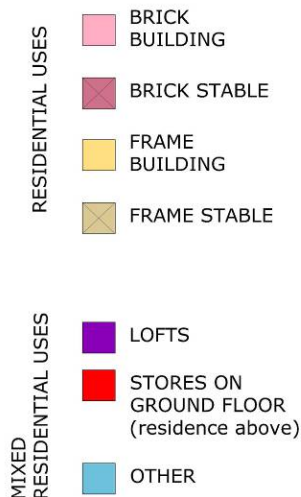 RESIDENTIAL USES
BRICK
BUILDING
BRICK STABLE
FRAME
BUILDING
FRAME STABLE
MIXED
RESIDENTIAL USES
LOFTS
STORES ON
GROUND FLOOR
(residence above)
OTHER